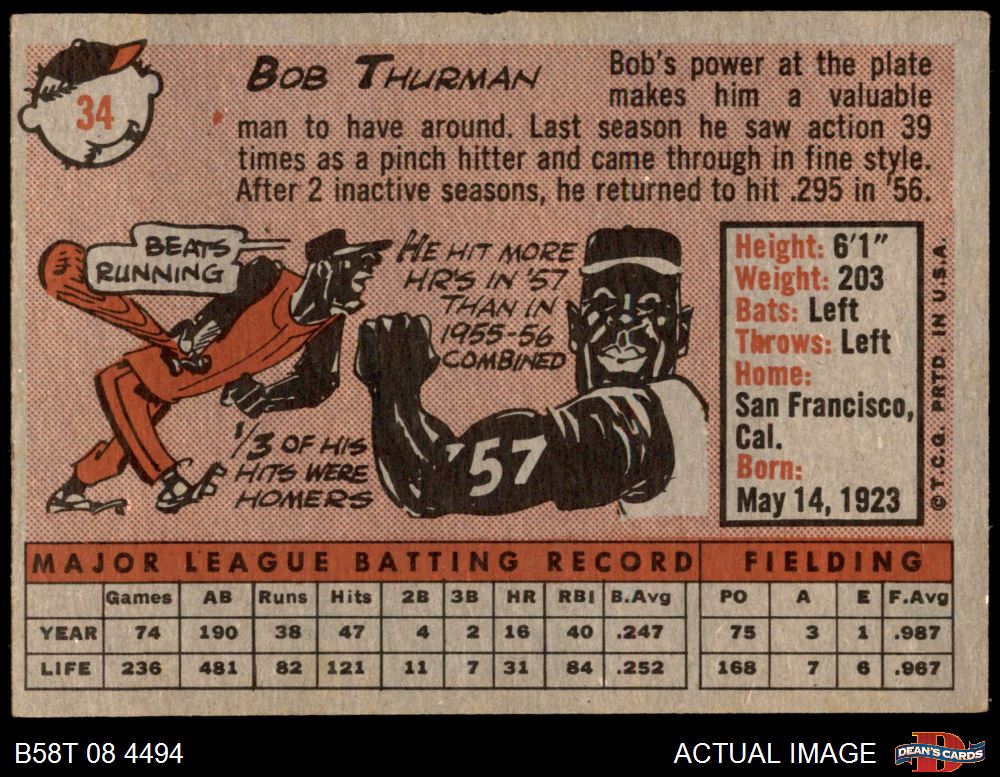 34
BOB THURMAN
Bob's power at the plate
makes him a valuable
man to have around. Last season he saw action 39
times as a pinch hitter and came through in fine style.
After 2 inactive seasons, he returned to hit .295 in '56.
BEATS
RUNNING
1/3 OF HIS
HITS WERE
HOMERS
HE HIT MORE
HR'S IN '57
THAN IN
1955-56
COMBINED
'57
Height: 6'1"
Weight: 203
Bats: Left
Throws: Left
Home:
San Francisco,
Cal.
Born:
May 14, 1923
© T.C.G. PRTD. IN U.S.A.
MAJOR LEAGUE BATTING RECORD FIELDING
Games AB Runs Hits 2B 3B HR RBI B.Avg PO A E F.Avg
YEAR 74 190 38 47 4 2 16 40 .247 75 3 1 .987
LIFE 236 481 82 121 11 7 31 84 .252 168 7 6 .967
B58T 08 4494
ACTUAL IMAGE
D
DEAN'S CARDS